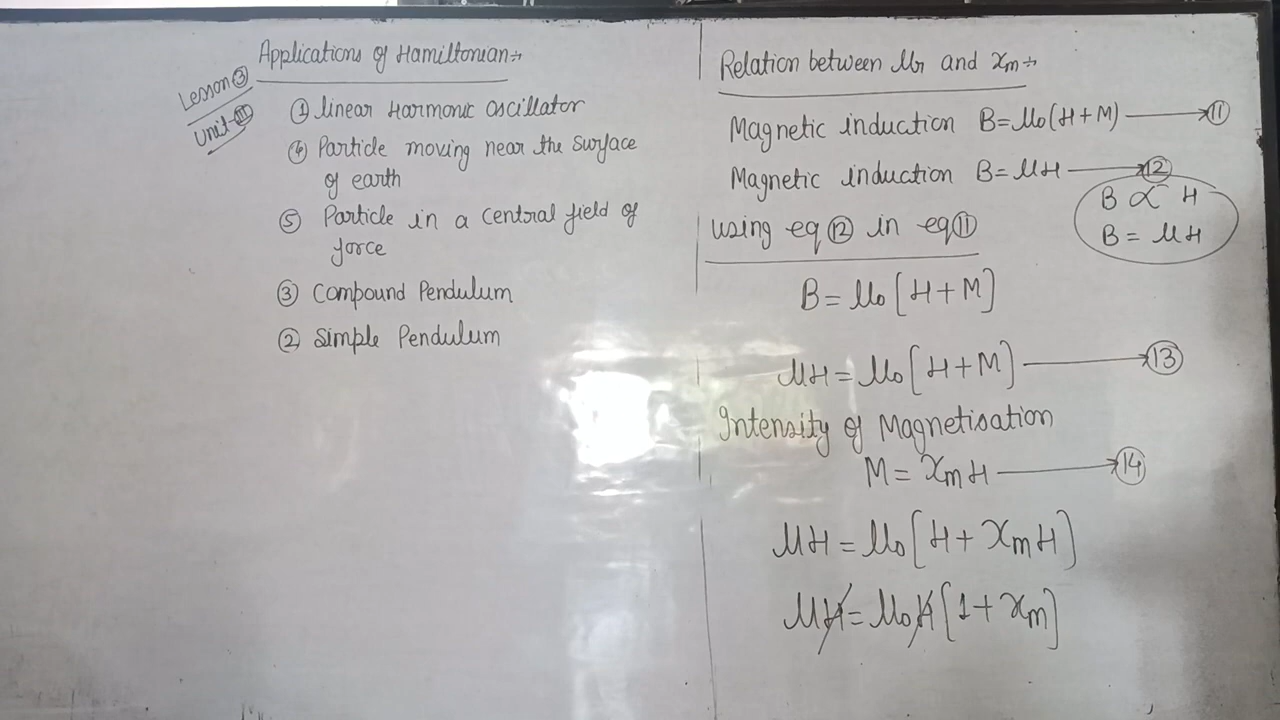 Applications of Hamiltonian:-
Lesson ③
Unit-Ⅲ
① linear Harmonic oscillator
④ Particle moving near the surface
of earth
⑤ Particle in a central field of
force
③ Compound Pendulum
② Simple Pendulum
Relation between μr and χm:-
Magnetic induction B=μ0(H+M) → ⑪
Magnetic induction B=μH → ⑫
B ∝ H
B = μH
using eq ⑫ in eq ⑪
B = μ0[H+M]
μH = μ0[H+M] → ⑬
Intensity of Magnetisation
M = χmH → ⑭
μH = μ0[H+χmH]
μH = μ0H[1+χm]